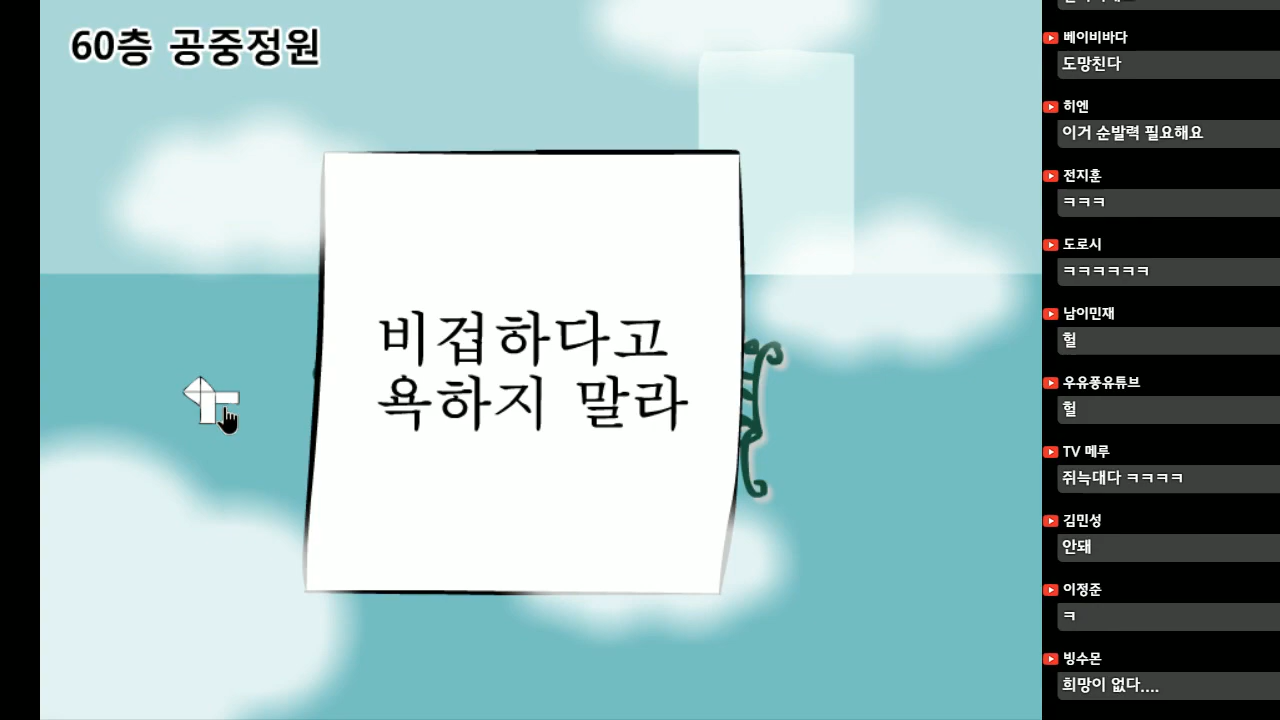 60층 공중정원
비겁하다고
욕하지 말라
베이비바다
도망친다
히엔
이거 순발력 필요해요
전지훈
ㅋㅋㅋ
도로시
ㅋㅋㅋㅋㅋㅋ
남이민재
헐
우유풍유튜브
헐
TV 메루
쥐늑대다 ㅋㅋㅋㅋ
김민성
안돼
이정준
ㅋ
빙수몬
희망이 없다....